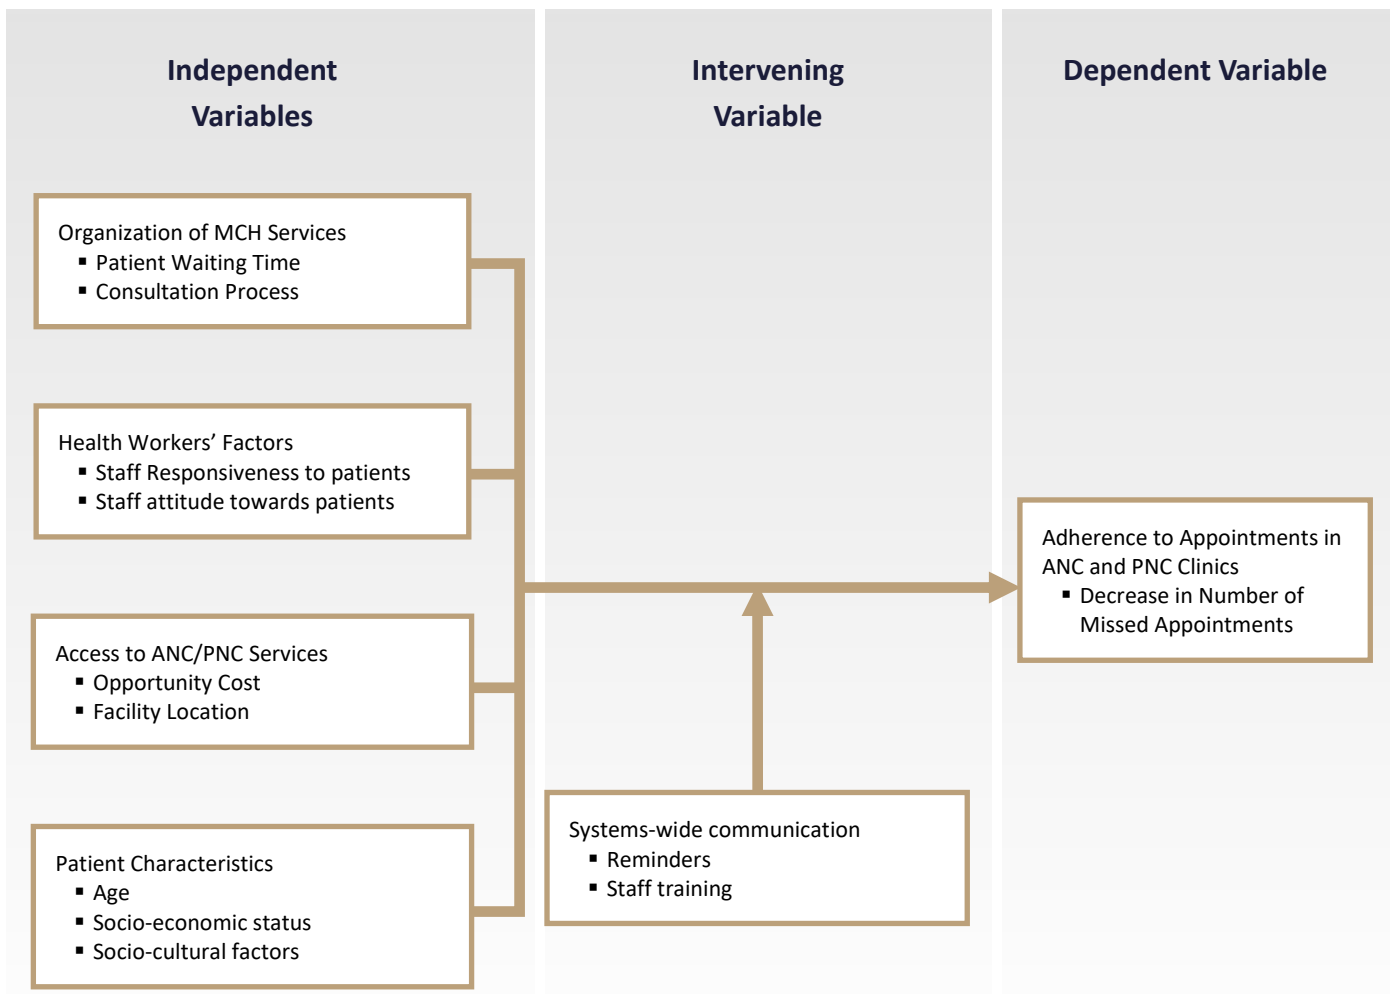 Independent
Variables
Intervening
Variable
Dependent Variable
Organization of MCH Services
▪ Patient Waiting Time
▪ Consultation Process
Health Workers’ Factors
▪ Staff Responsiveness to patients
▪ Staff attitude towards patients
Access to ANC/PNC Services
▪ Opportunity Cost
▪ Facility Location
Patient Characteristics
▪ Age
▪ Socio-economic status
▪ Socio-cultural factors
Systems-wide communication
▪ Reminders
▪ Staff training
Adherence to Appointments in
ANC and PNC Clinics
▪ Decrease in Number of
Missed Appointments